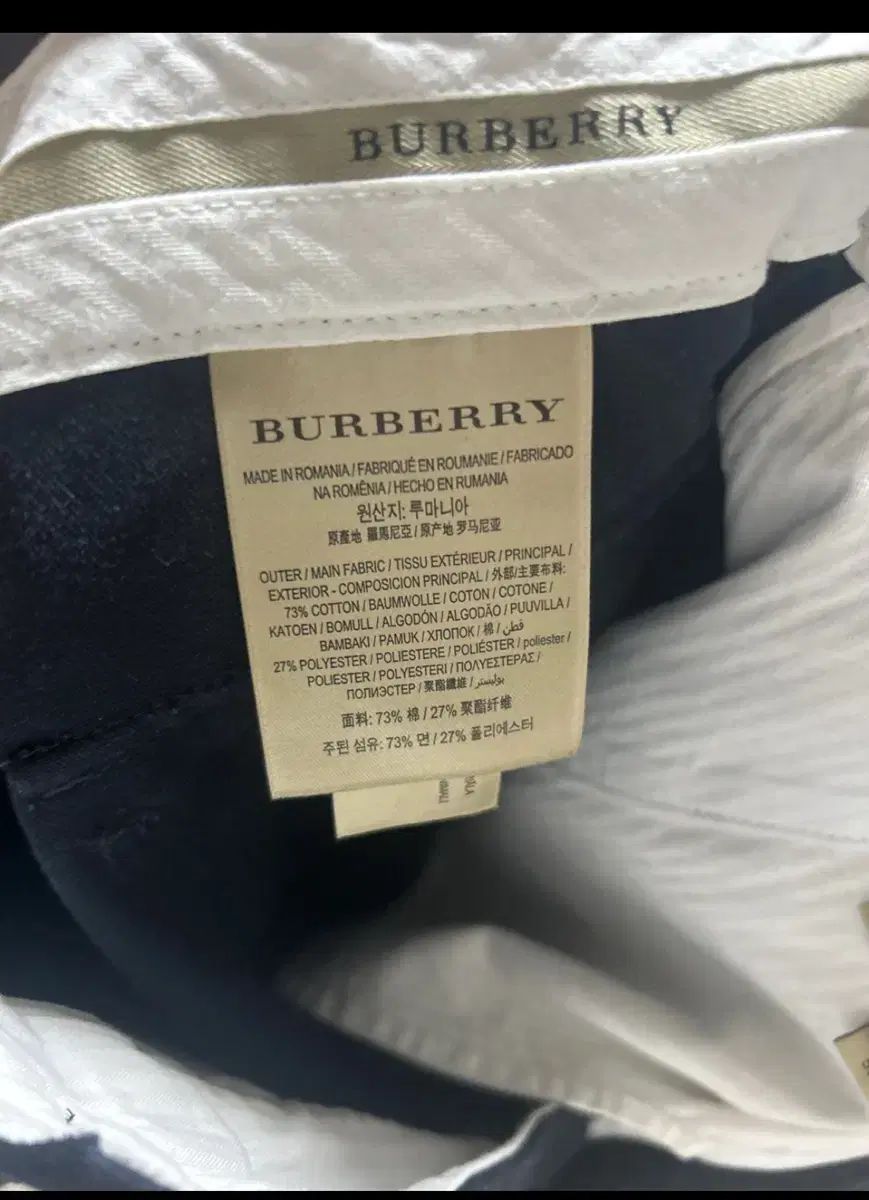 BURBERRY
BURBERRY
MADE IN ROMANIA / FABRIQUÉ EN ROUMANIE / FABRICADO
NA ROMÊNIA / HECHO EN RUMANIA
원산지: 루마니아
原產地 羅馬尼亞 / 原产地 罗马尼亚
OUTER / MAIN FABRIC / TISSU EXTÉRIEUR / PRINCIPAL /
EXTERIOR - COMPOSICION PRINCIPAL / 外部/主要布料:
73% COTTON / BAUMWOLLE / COTON / COTONE /
KATOEN / BOMULL / ALGODÓN / ALGODÃO / PUUVILLA /
BAMBAKI / PAMUK / ХЛОПОК / 棉 / قطن
27% POLYESTER / POLIESTERE / POLIÉSTER / poliester /
POLIESTER / POLYESTERI / ΠΟΛΥΕΣΤΕΡΑΣ /
ПОЛИЭСТЕР / 聚酯纖維 / بوليستر
面料: 73% 棉 / 27% 聚酯纤维
주된 섬유: 73% 면 / 27% 폴리에스터